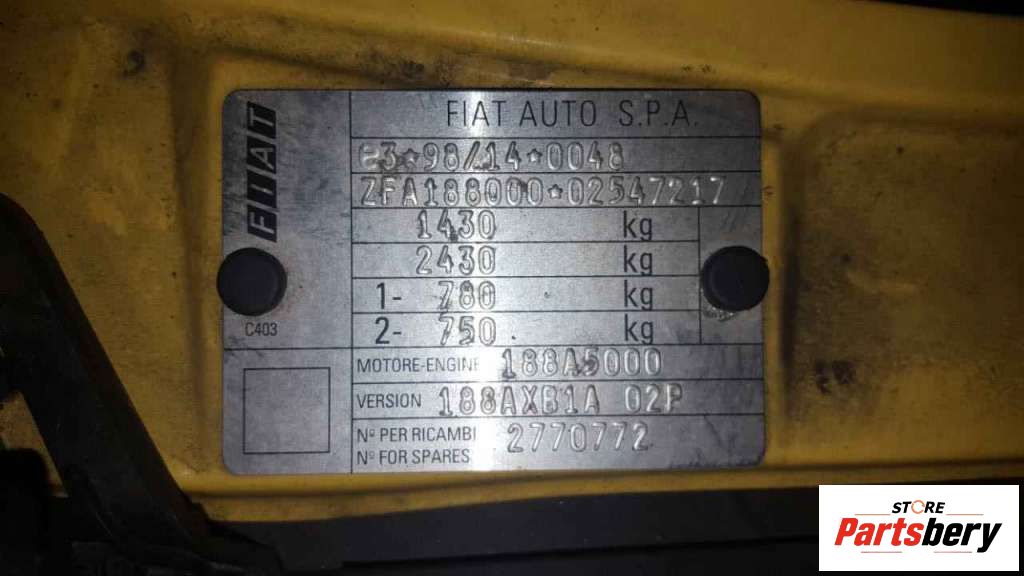 FIAT
FIAT AUTO S.P.A.
e3*98/14*0048
ZFA188000*02547217
1430 kg
2430 kg
1- 780 kg
2- 750 kg
C403
MOTORE-ENGINE 188A5000
VERSION 188AXB1A 02P
Nº PER RICAMBI 2770772
Nº FOR SPARES
STORE
Partsbery